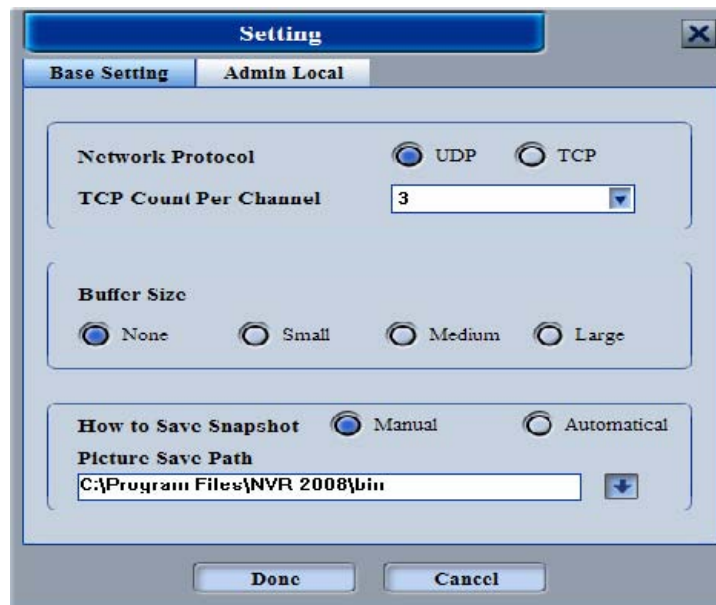 Setting
Base Setting Admin Local
Network Protocol UDP TCP
TCP Count Per Channel 3
Buffer Size
None Small Medium Large
How to Save Snapshot Manual Automatical
Picture Save Path
C:\Program Files\NVR 2008\bin
Done Cancel